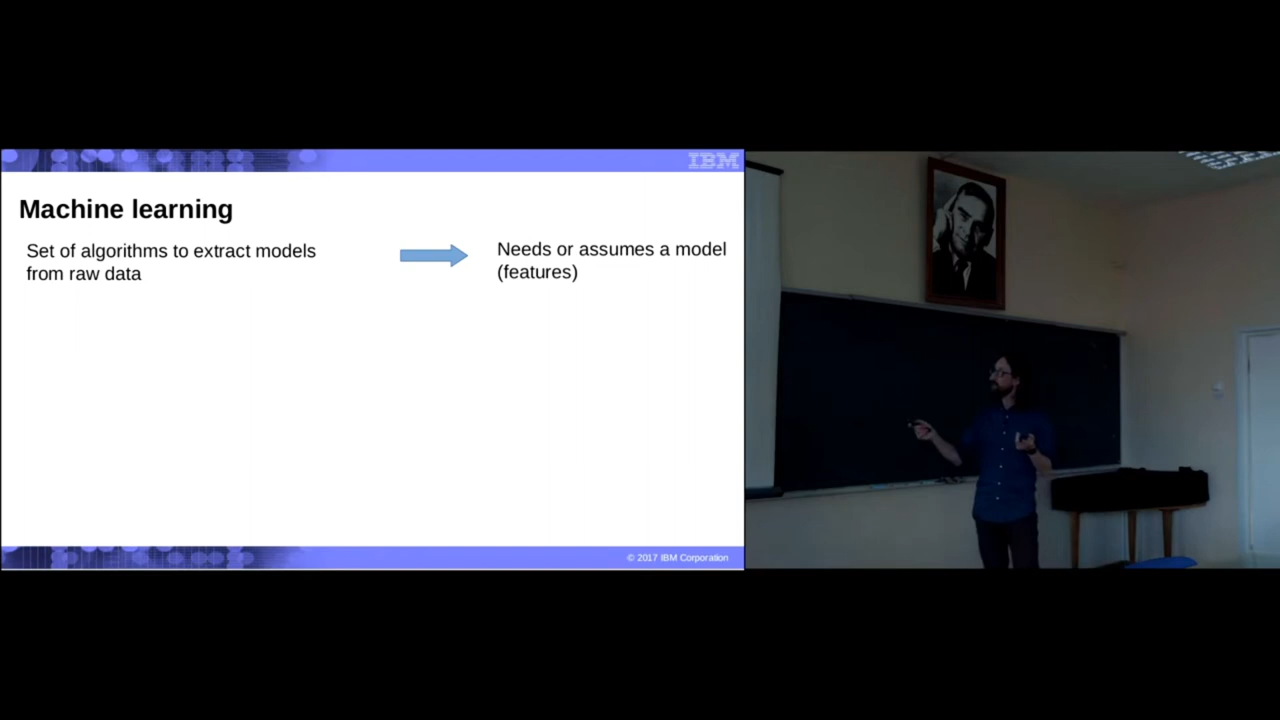 IBM
Machine learning
Set of algorithms to extract models
from raw data
Needs or assumes a model
(features)
© 2017 IBM Corporation